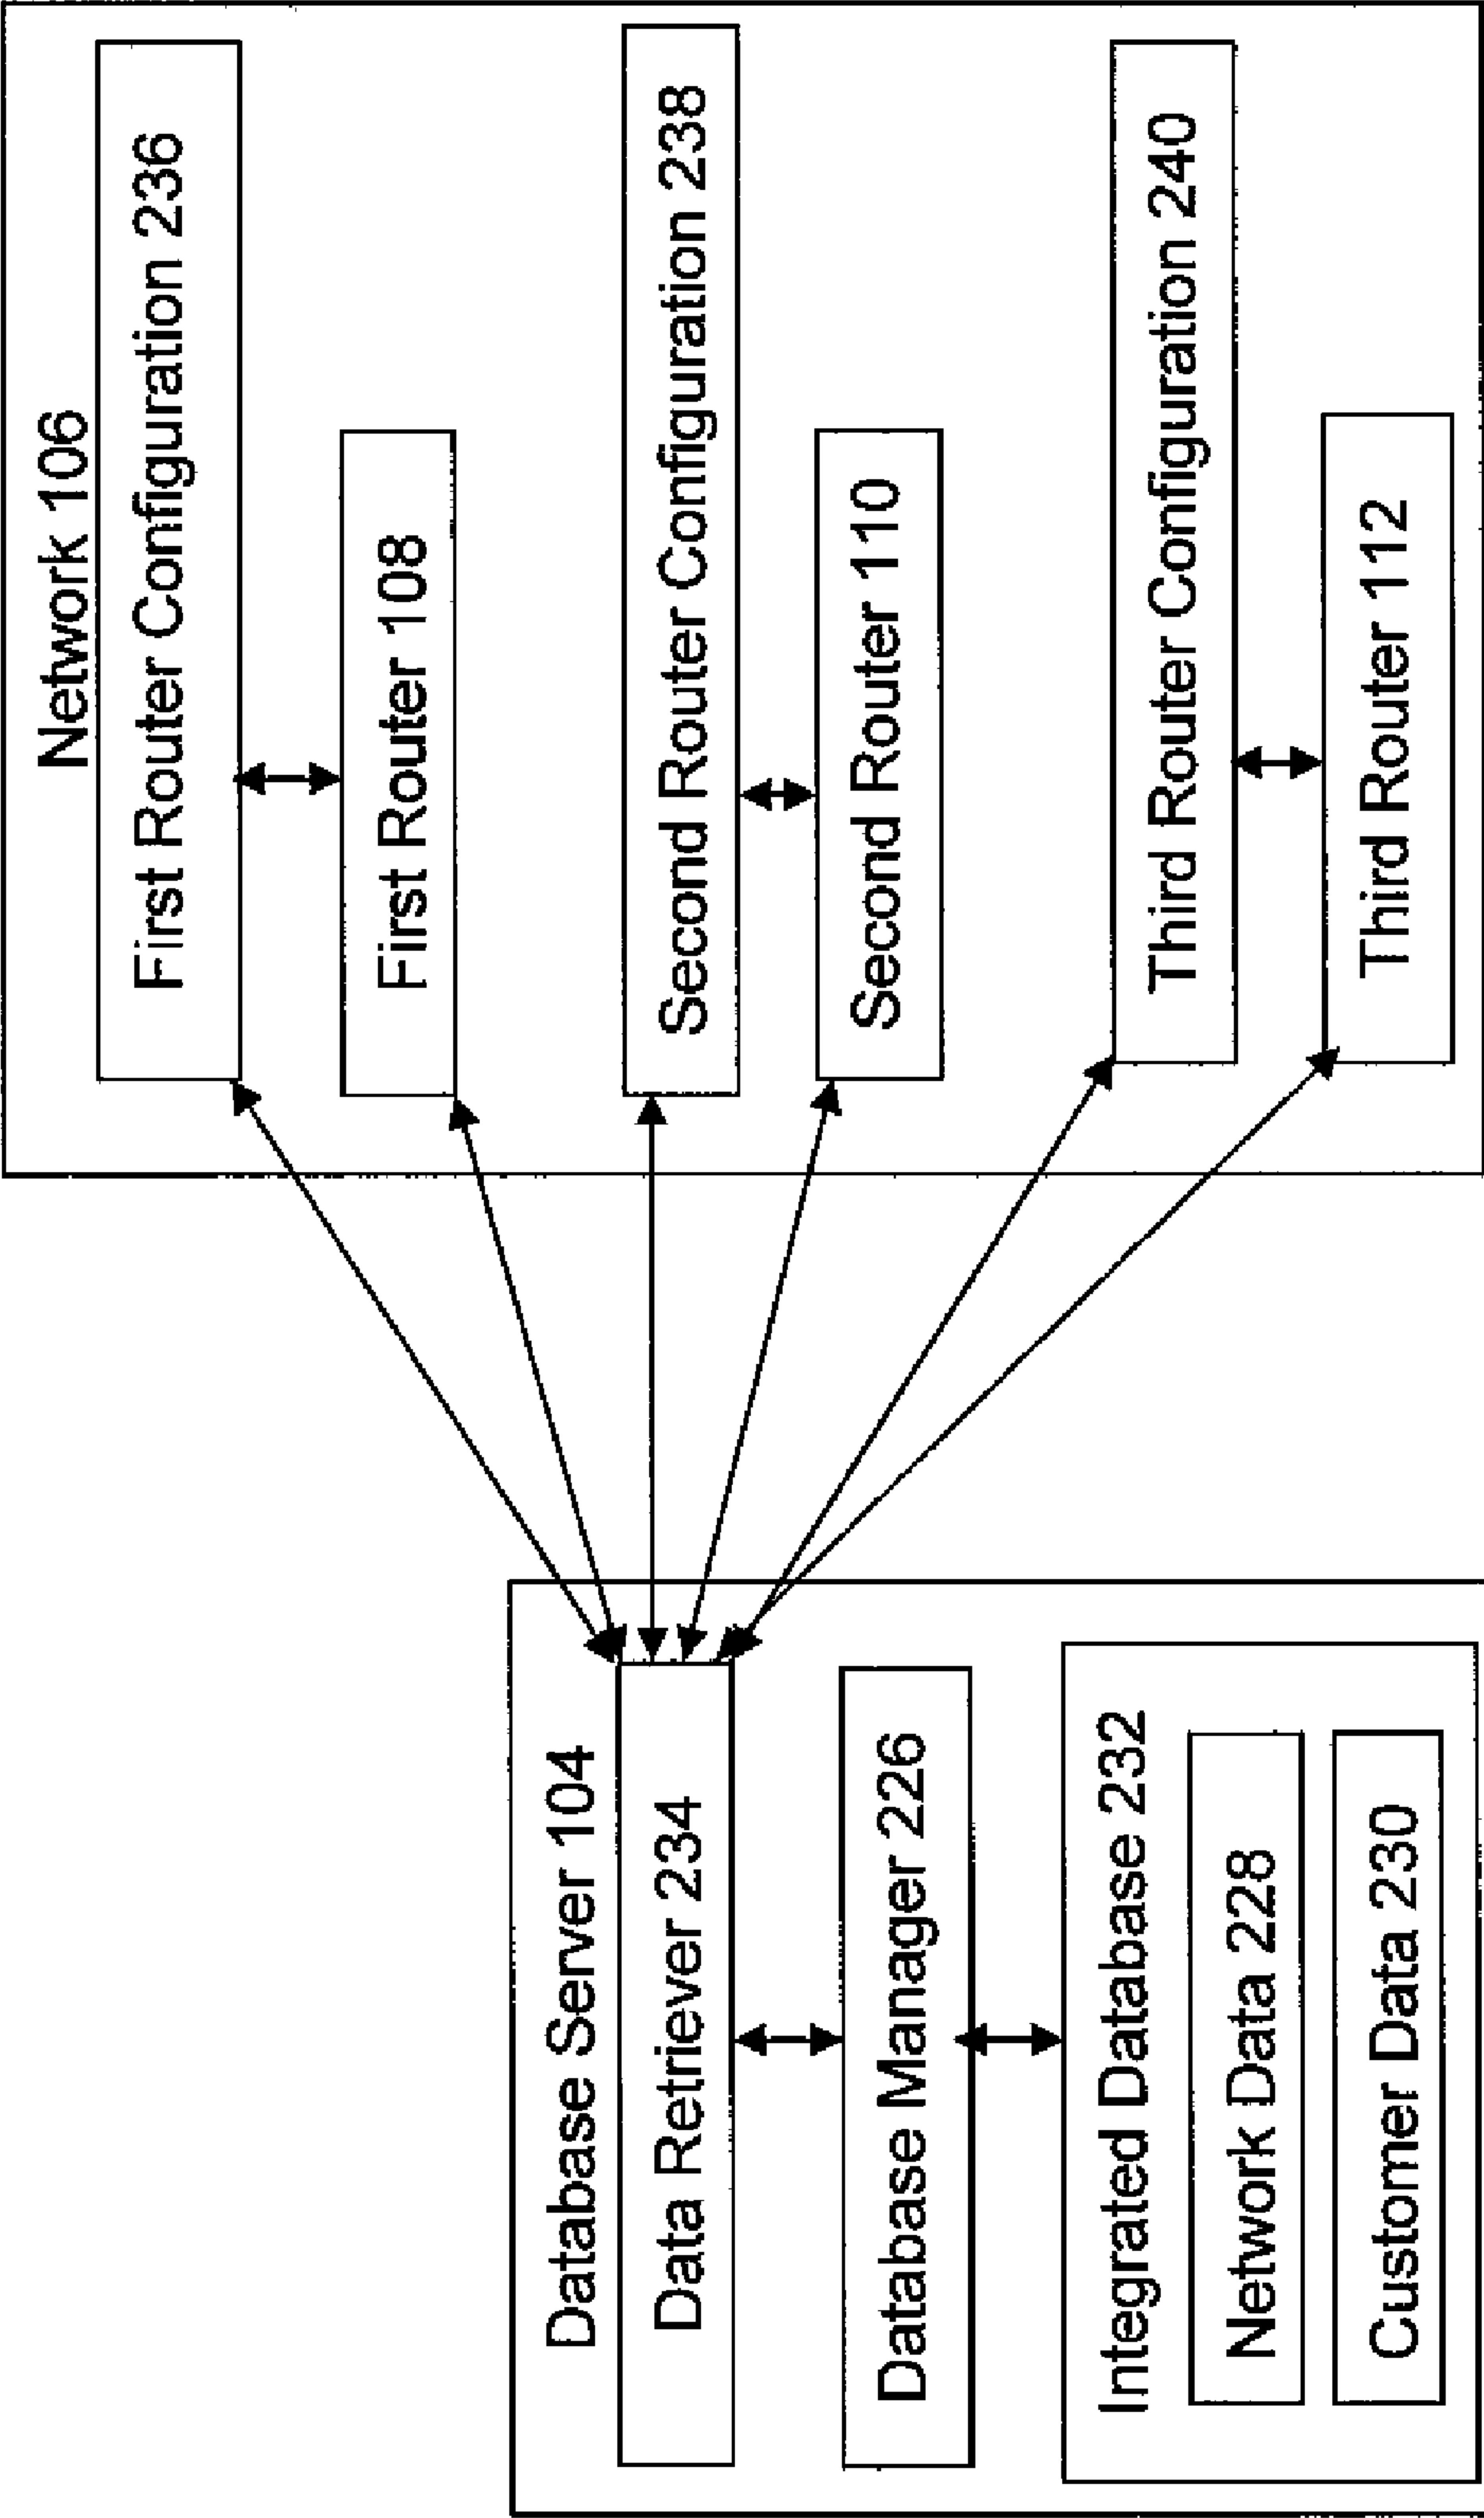 Database Server 104
Data Retriever 234
Database Manager 226
Integrated Database 232
Network Data 228
Customer Data 230
Network 106
First Router Configuration 236
First Router 108
Second Router Configuration 238
Second Router 110
Third Router Configuration 240
Third Router 112